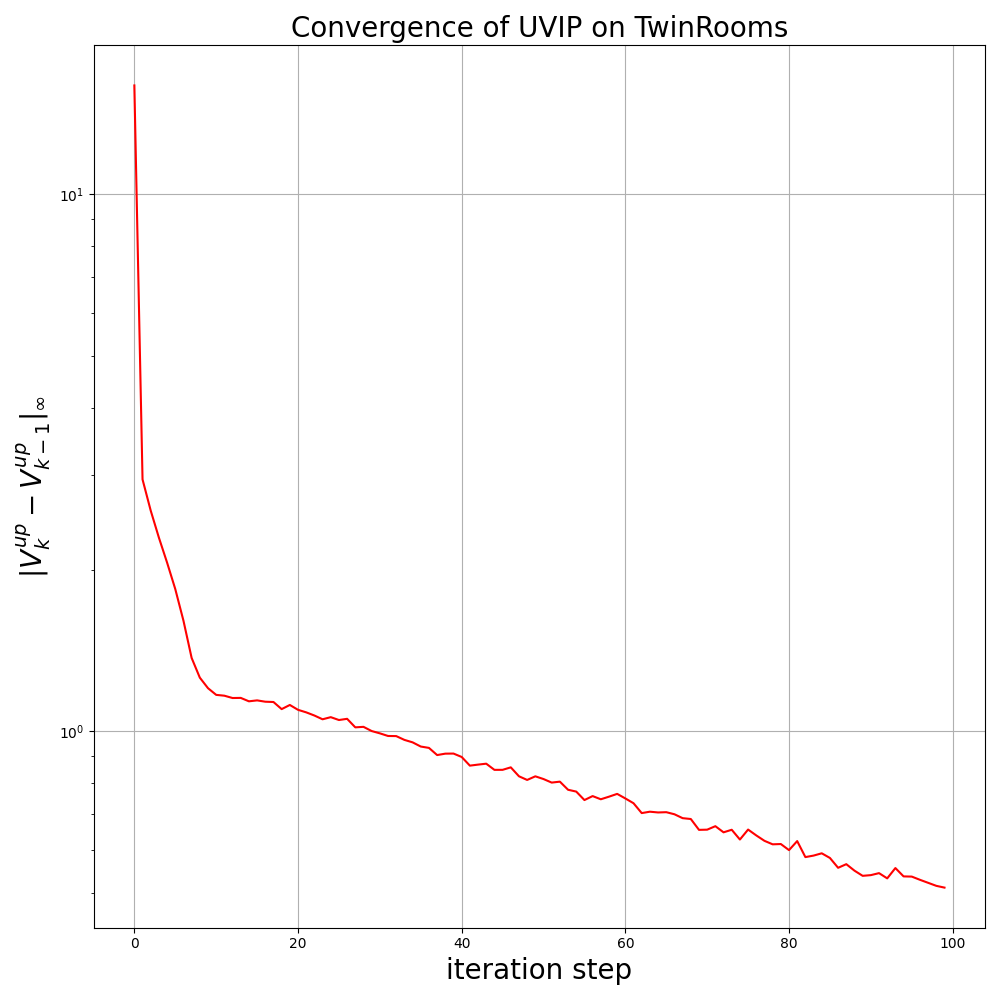 Convergence of UVIP on TwinRooms
|V_k^{up} − V_{k−1}^{up}|_∞
10^1
10^0
0 20 40 60 80 100
iteration step